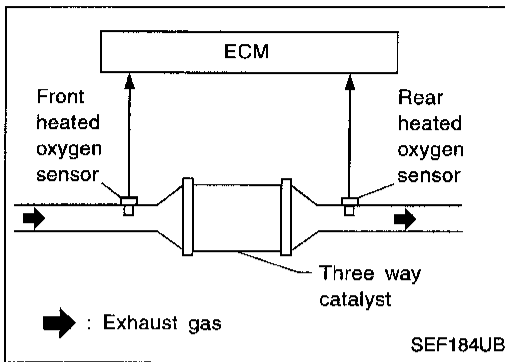 ECM
Front
heated
oxygen
sensor
Rear
heated
oxygen
sensor
Three way
catalyst
: Exhaust gas
SEF184UB